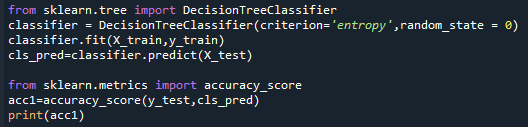 from sklearn.tree import DecisionTreeClassifier
classifier = DecisionTreeClassifier(criterion='entropy',random_state = 0)
classifier.fit(X_train,y_train)
cls_pred=classifier.predict(X_test)

from sklearn.metrics import accuracy_score
acc1=accuracy_score(y_test,cls_pred)
print(acc1)